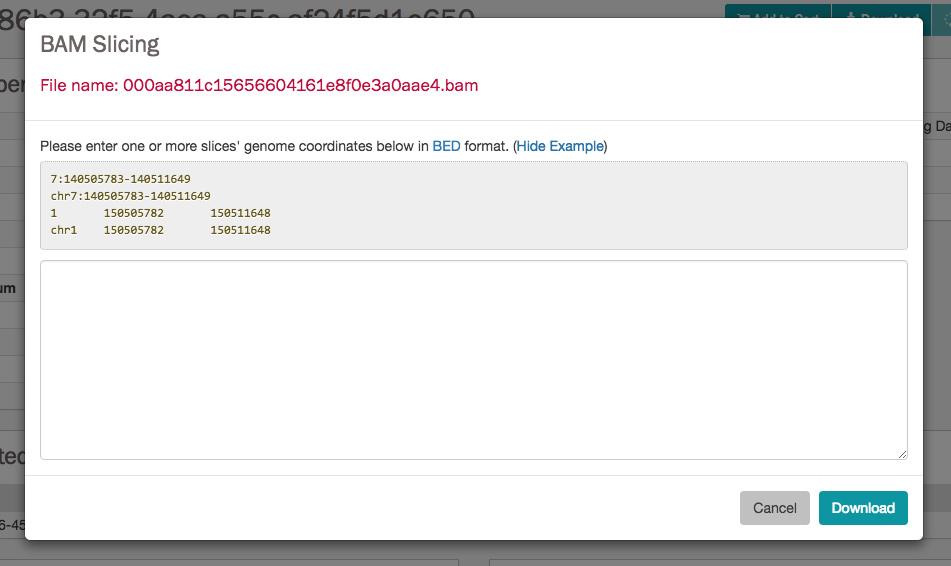 BAM Slicing
File name: 000aa811c15656604161e8f0e3a0aae4.bam
Please enter one or more slices' genome coordinates below in BED format. (Hide Example)
7:140505783-140511649
chr7:140505783-140511649
1 150505782 150511648
chr1 150505782 150511648
Cancel
Download